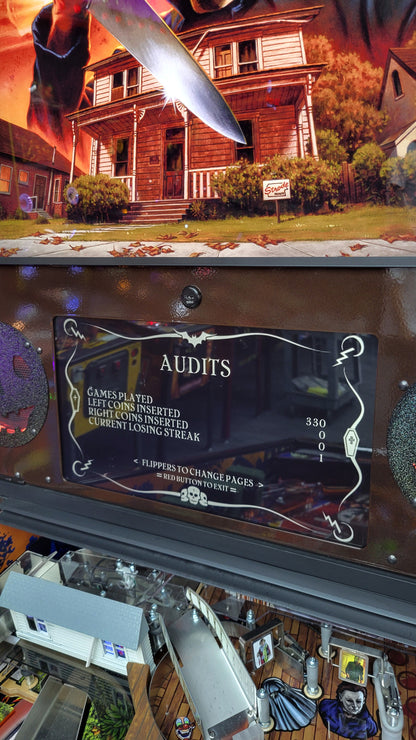 Strode
AUDITS
GAMES PLAYED 330
LEFT COINS INSERTED 0
RIGHT COINS INSERTED 0
CURRENT LOSING STREAK 1
< FLIPPERS TO CHANGE PAGES >
= RED BUTTON TO EXIT =